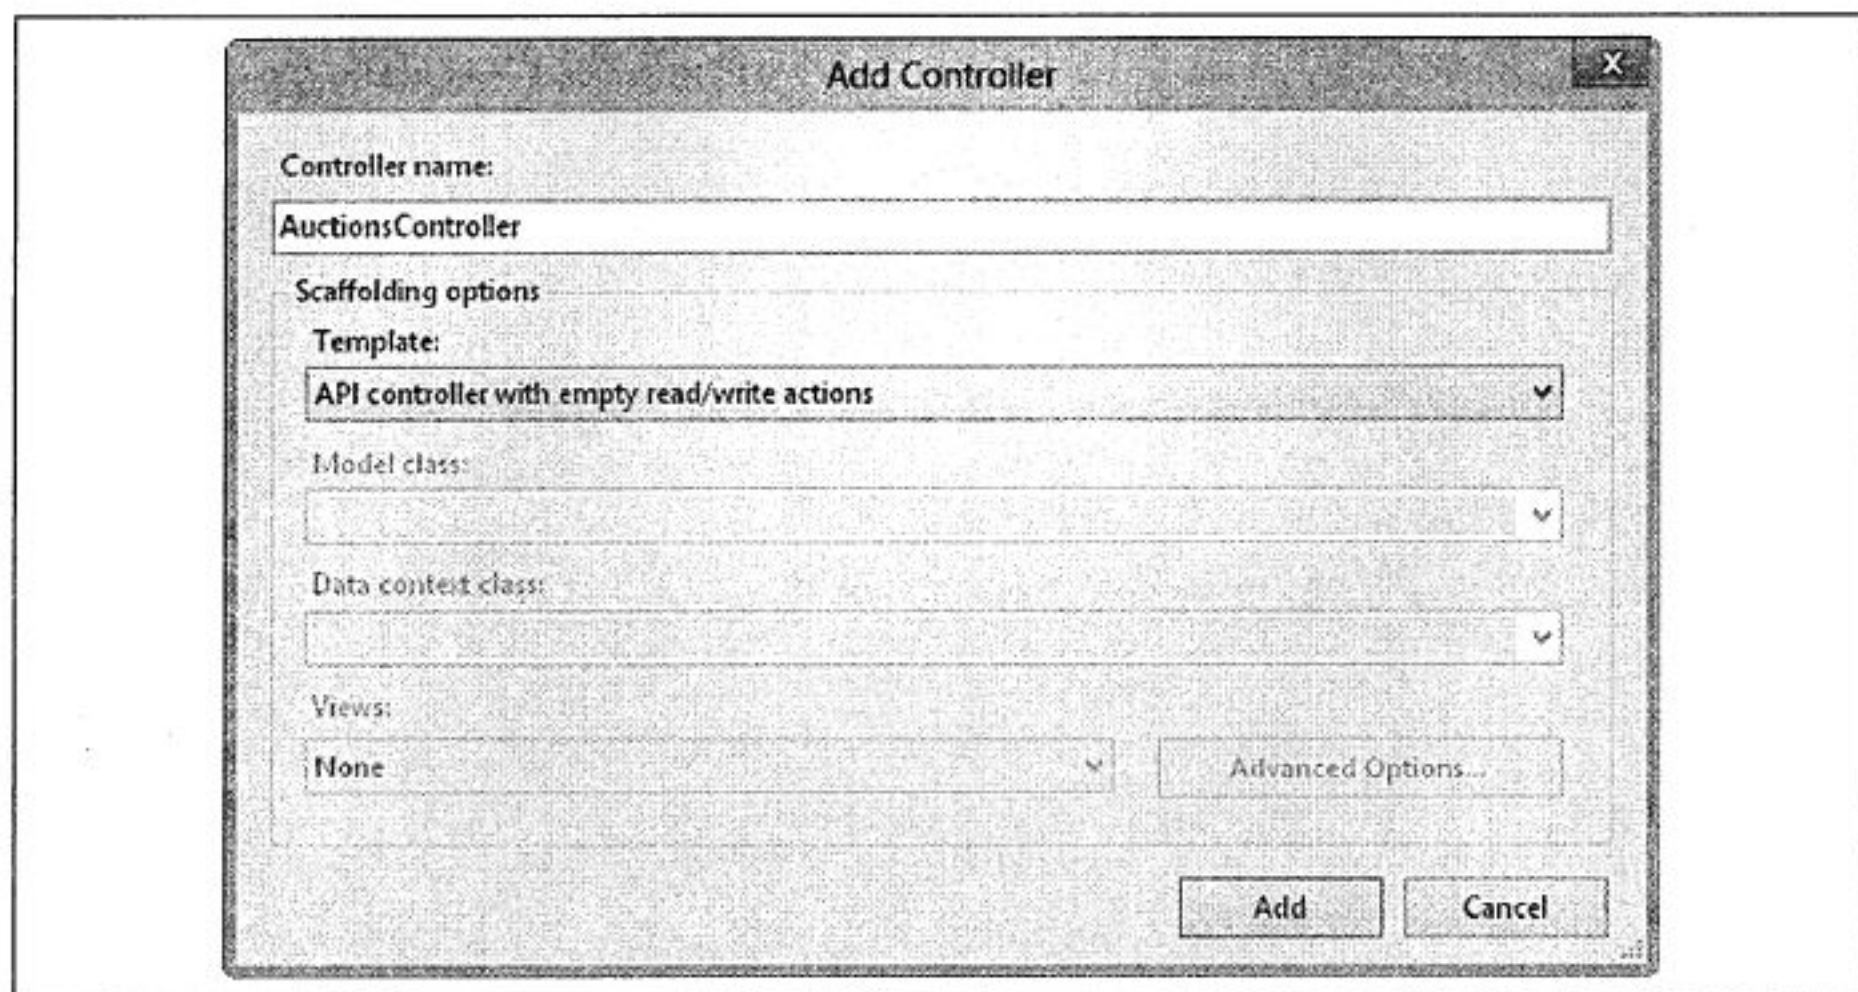 Add Controller
X
Controller name:
AuctionsController
Scaffolding options
Template:
API controller with empty read/write actions
Model class:
Data context class:
Views:
None
Advanced Options...
Add
Cancel